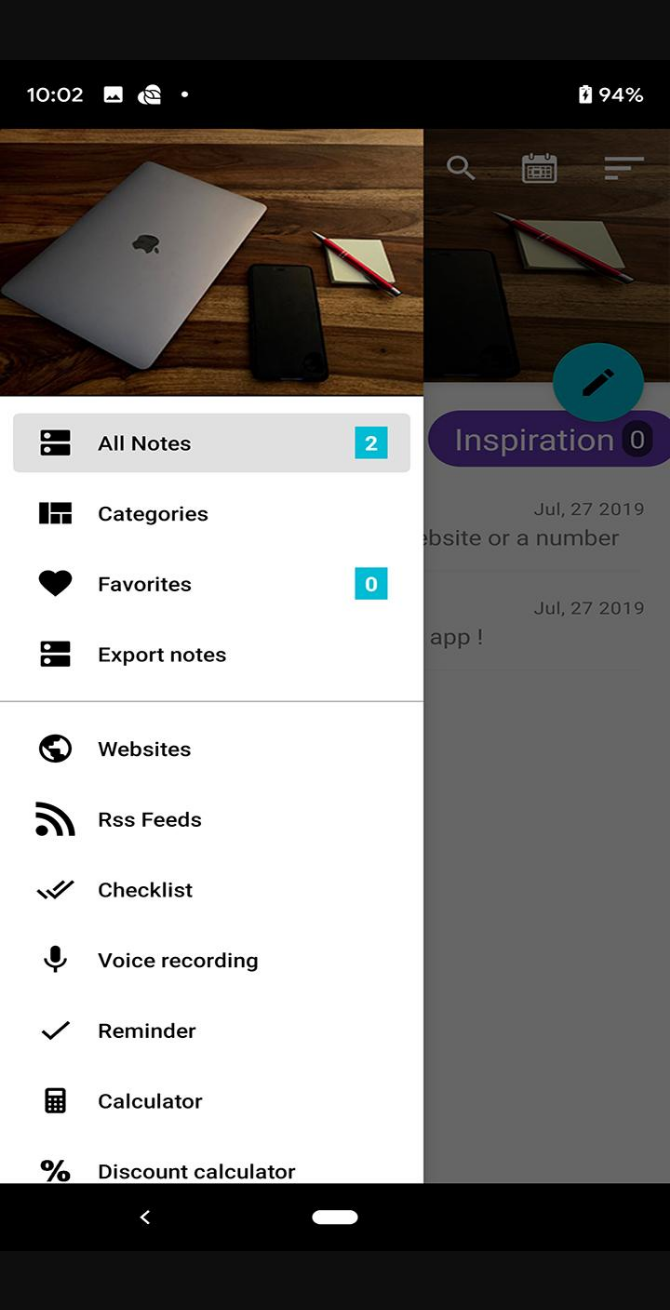 10:02
94%
All Notes 2
Inspiration 0
Categories
Jul, 27 2019
ebsite or a number
Favorites 0
Jul, 27 2019
app !
Export notes
Websites
Rss Feeds
Checklist
Voice recording
Reminder
Calculator
Discount calculator